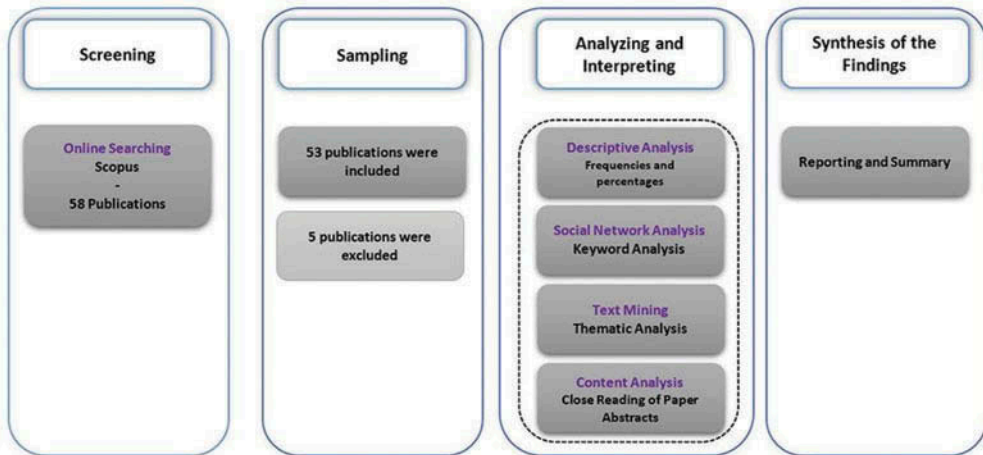 Screening
Online Searching
Scopus
-
58 Publications
Sampling
53 publications were
included
5 publications were
excluded
Analyzing and
Interpreting
Descriptive Analysis
Frequencies and
percentages
Social Network Analysis
Keyword Analysis
Text Mining
Thematic Analysis
Content Analysis
Close Reading of Paper
Abstracts
Synthesis of the
Findings
Reporting and Summary